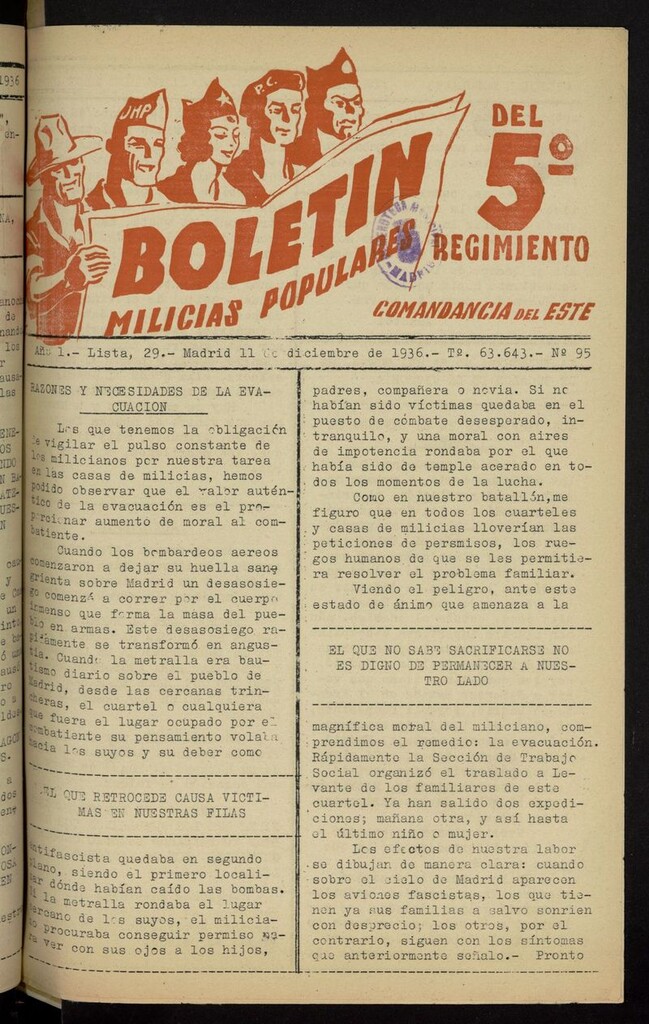 UHP
P.C.
BOLETIN
MILICIAS POPULARES
DEL
5º
REGIMIENTO
COMANDANCIA DEL ESTE
1.- Lista, 29.- Madrid 11 de diciembre de 1936.- Tº. 63.643.- Nº 95
RAZONES Y NECESIDADES DE LA EVA-
CUACION
Los que tenemos la obligación
de vigilar el pulso constante de
los milicianos por nuestra tarea
en las casas de milicias, hemos
podido observar que el valor autén-
tico de la evacuación es el pro-
porcionar aumento de moral al com-
batiente.
Cuando los bombardeos aereos
comenzaron a dejar su huella sang
grienta sobre Madrid un desasosie-
go comenzá a correr por el cuerpo
inmenso que forma la masa del pue-
blo en armas. Este desasosiego ra-
pidamente se transformó en angus-
tia. Cuando la metralla era bau-
tismo diario sobre el pueblo de
Madrid, desde las cercanas trin-
cheras, el cuartel o cualquiera
que fuera el lugar ocupado por el
combatiente su pensamiento volaba
hacia los suyos y su deber como
EL QUE RETROCEDE CAUSA VICTI-
MAS EN NUESTRAS FILAS
antifascista quedaba en segundo
plano, siendo el primero locali-
zar dónde habían caído las bombas.
Si la metralla rondaba el lugar
cercano de los suyos, el milicia-
no procuraba conseguir permiso pa-
ra ver con sus ojos a los hijos,
padres, compañera o novia. Si no
habían sido víctimas quedaba en el
puesto de cómbate desesperado, in-
tranquilo, y una moral con aires
de impotencia rondaba por el que
había sido de temple acerado en to-
dos los momentos de la lucha.
Como en nuestro batallón,me
figuro que en todos los cuarteles
y casas de milicias lloverían las
peticiones de persmisos, los rue-
gos humanos de que se les permitie-
ra resolver el problema familiar.
Viendo el peligro, ante este
estado de ánimo que amenaza a la
EL QUE NO SABE SACRIFICARSE NO
ES DIGNO DE PERMANECER A NUES-
TRO LADO
magnífica moral del miliciano, com-
prendimos el remedio: la evacuación.
Rápidamente la Sección de Trabajo
Social organizó el traslado a Le-
vante de los familiares de este
cuartel. Ya han salido dos expedi-
ciones; mañana otra, y así hasta
el último niño o mujer.
Los efectos de nuestra labor
se dibujan de manera clara: cuando
sobre el cielo de Madrid aparecen
los aviones fascistas, los que tie-
nen ya sus familias a salvo sonríen
con desprecio; los otros, por el
contrario, siguen con los síntomas
que anteriormente señalo.- Pronto